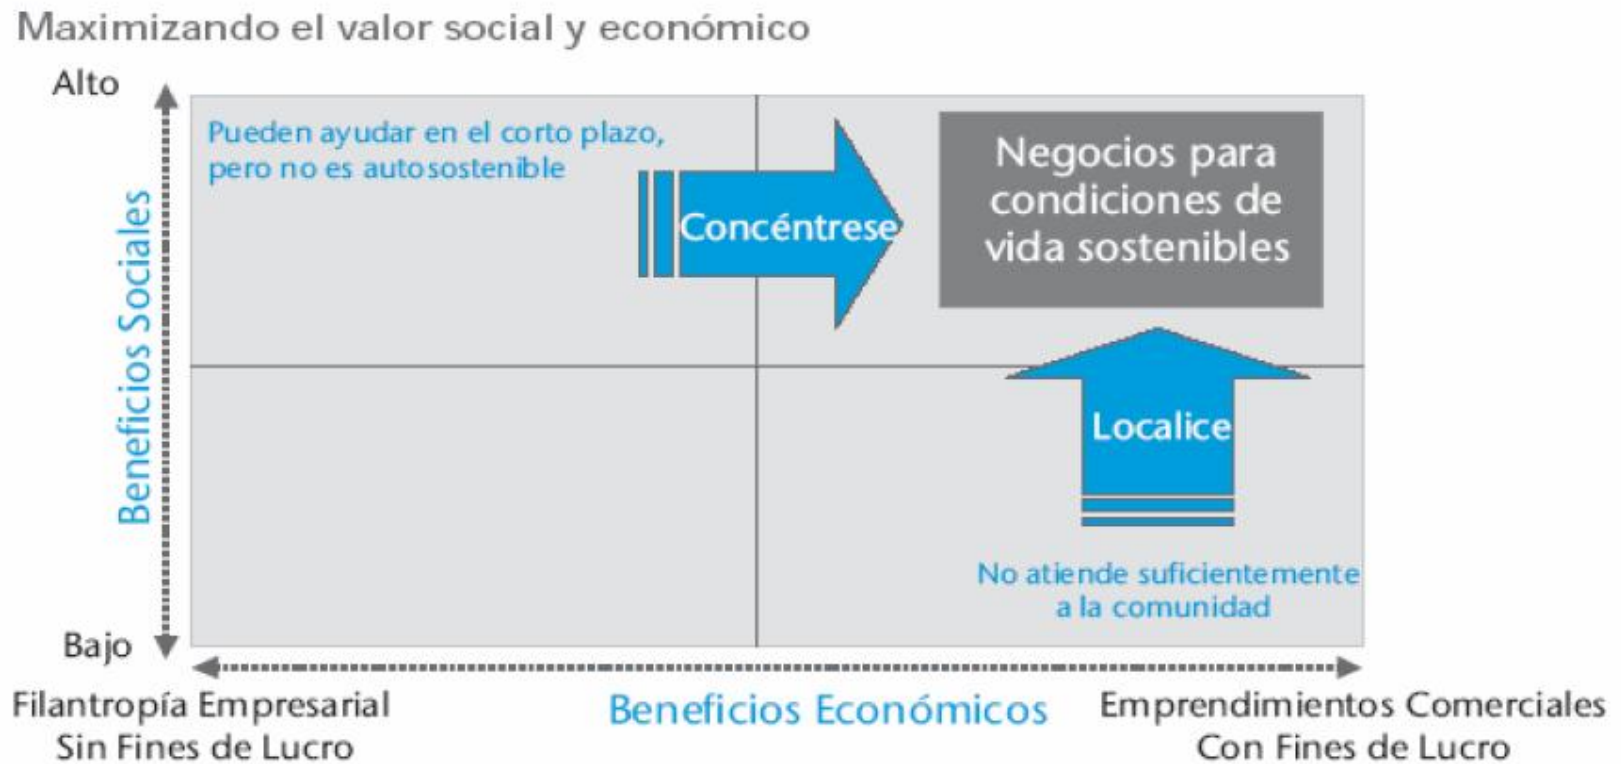 Maximizando el valor social y económico
Alto
Pueden ayudar en el corto plazo,
pero no es autosostenible
Concéntrese
Negocios para
condiciones de
vida sostenibles
Beneficios Sociales
Localice
No atiende suficientemente
a la comunidad
Bajo
Filantropía Empresarial
Sin Fines de Lucro
Beneficios Económicos
Emprendimientos Comerciales
Con Fines de Lucro